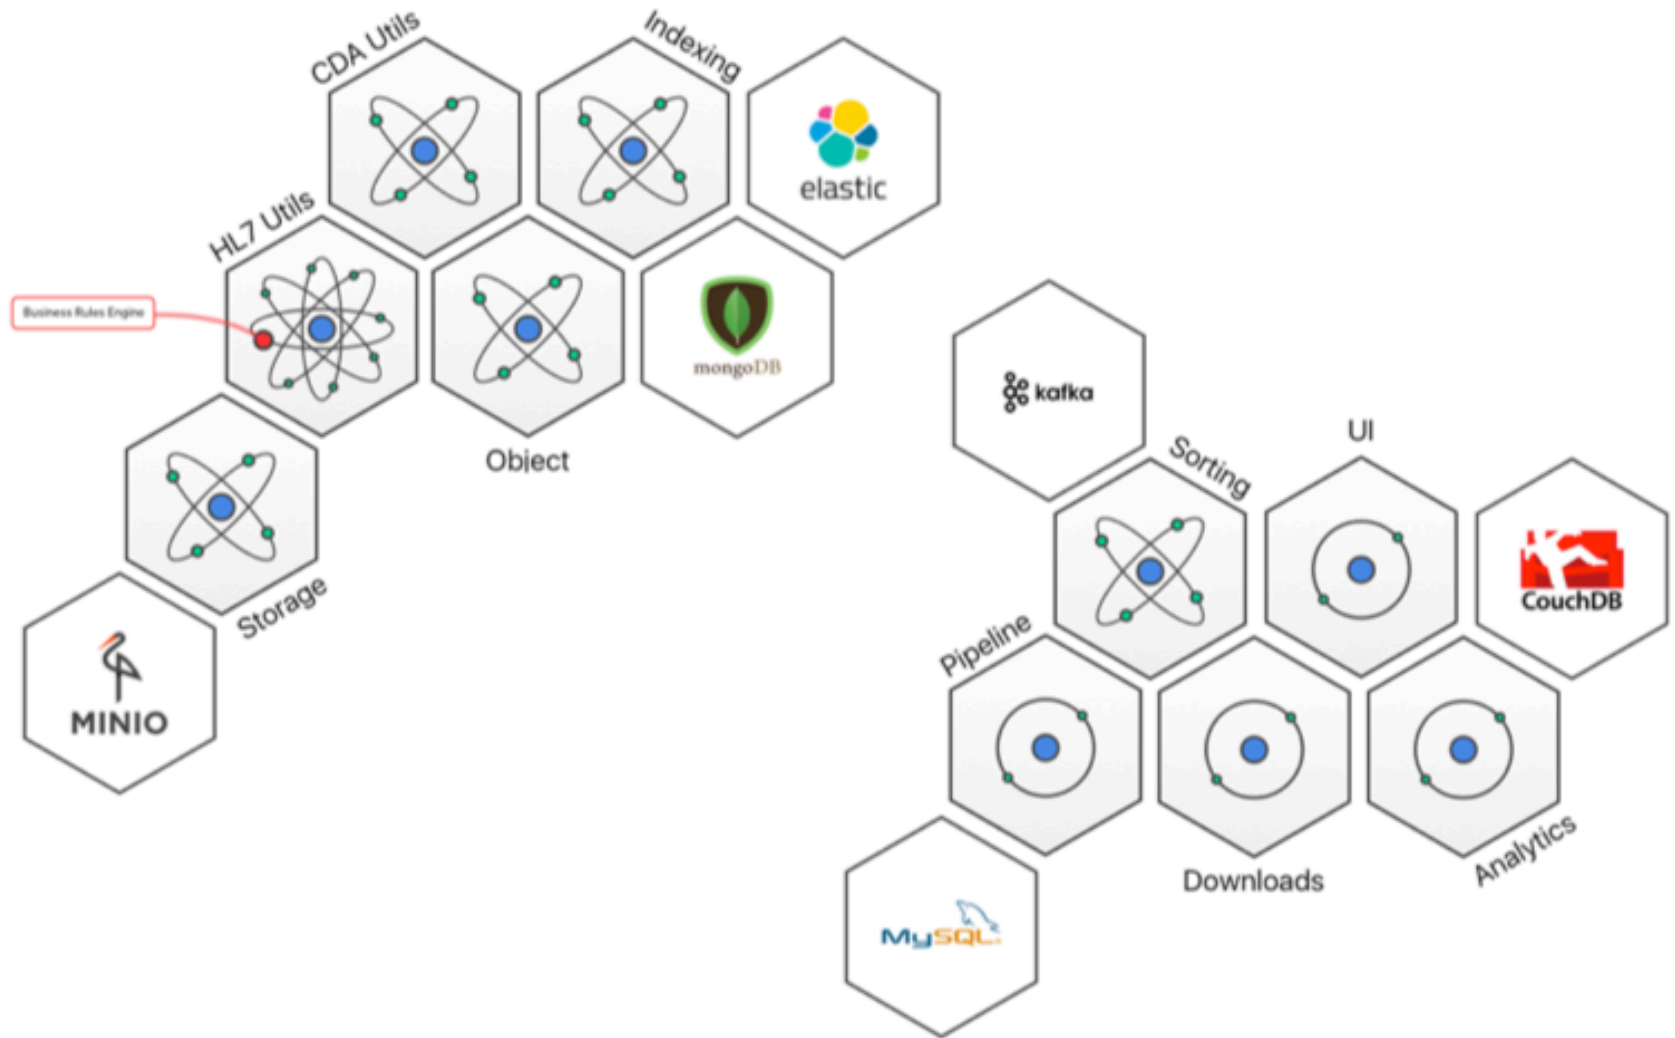 CDA Utils
Indexing
elastic
HL7 Utils
Business Rules Engine
mongoDB
Object
Storage
MINIO
kafka
Sorting
UI
CouchDB
Pipeline
Downloads
Analytics
MySQL